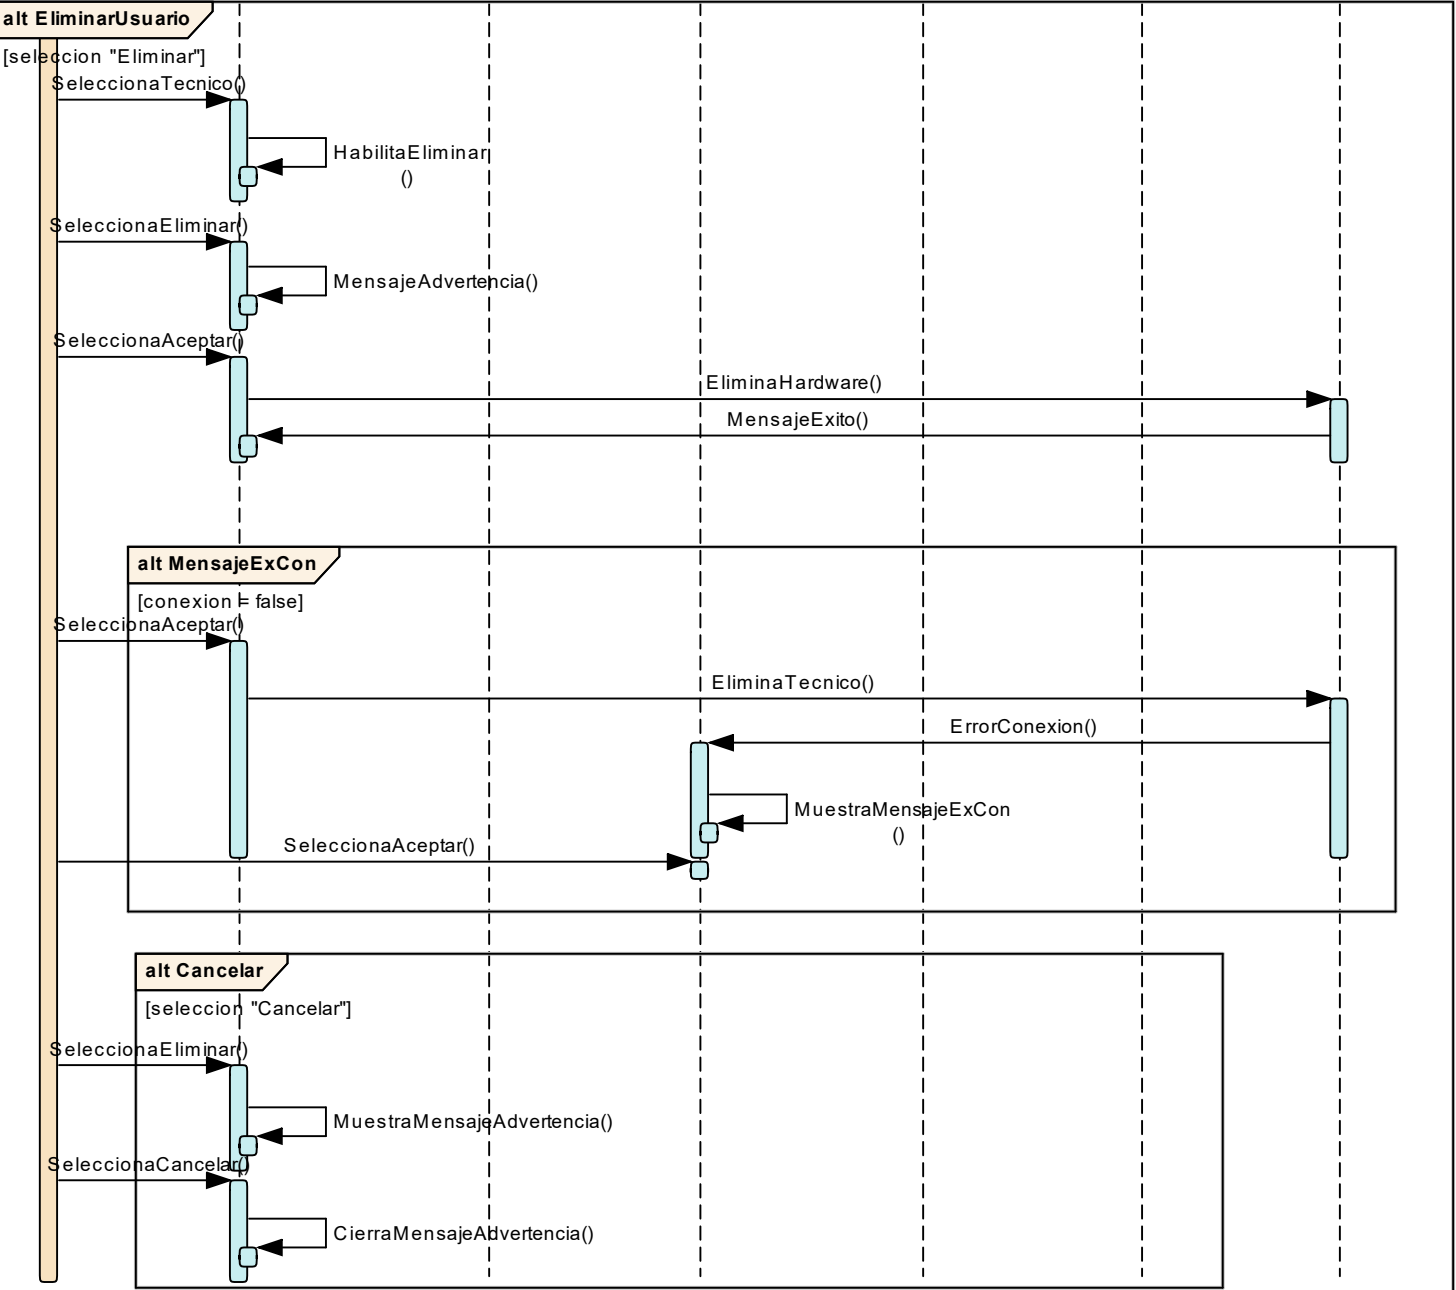 alt EliminarUsuario
[seleccion "Eliminar"]
SeleccionaTecnico()
HabilitaEliminar
()
SeleccionaEliminar()
MensajeAdvertencia()
SeleccionaAceptar()
EliminaHardware()
MensajeExito()
alt MensajeExCon
[conexion = false]
SeleccionaAceptar()
EliminaTecnico()
ErrorConexion()
MuestraMensajeExCon
()
SeleccionaAceptar()
alt Cancelar
[seleccion "Cancelar"]
SeleccionaEliminar()
MuestraMensajeAdvertencia()
SeleccionaCancelar()
CierraMensajeAdvertencia()